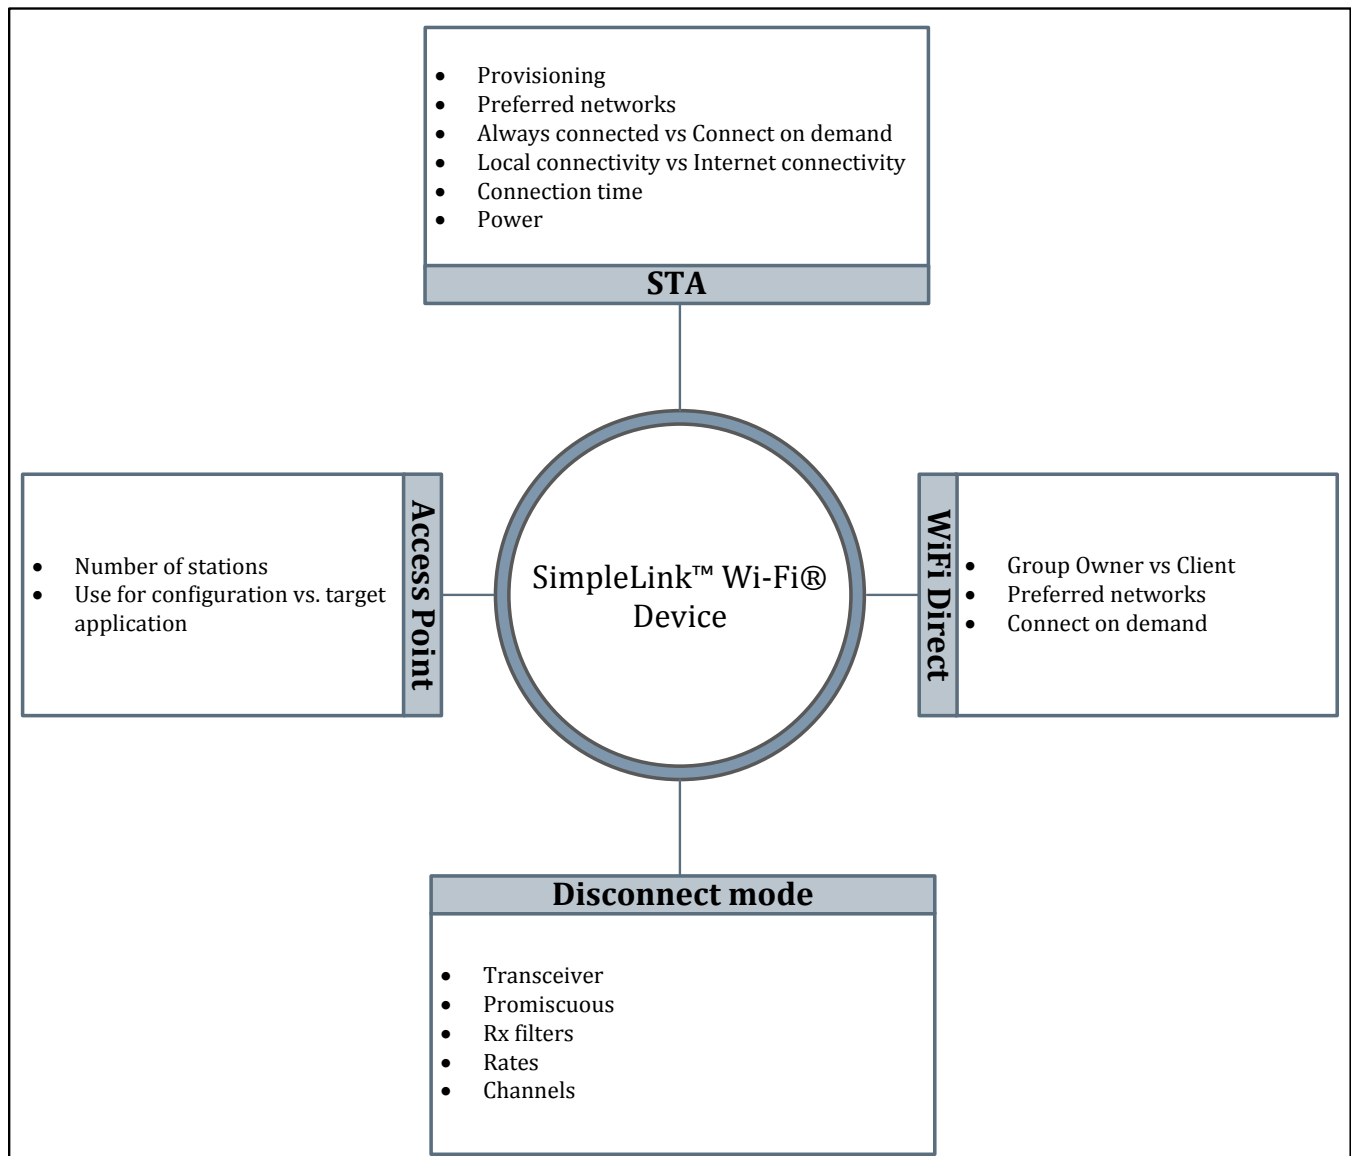 • Provisioning
• Preferred networks
• Always connected vs Connect on demand
• Local connectivity vs Internet connectivity
• Connection time
• Power
STA
• Number of stations
• Use for configuration vs. target
application
Access Point
SimpleLink™ Wi-Fi®
Device
WiFi Direct
• Group Owner vs Client
• Preferred networks
• Connect on demand
Disconnect mode
• Transceiver
• Promiscuous
• Rx filters
• Rates
• Channels